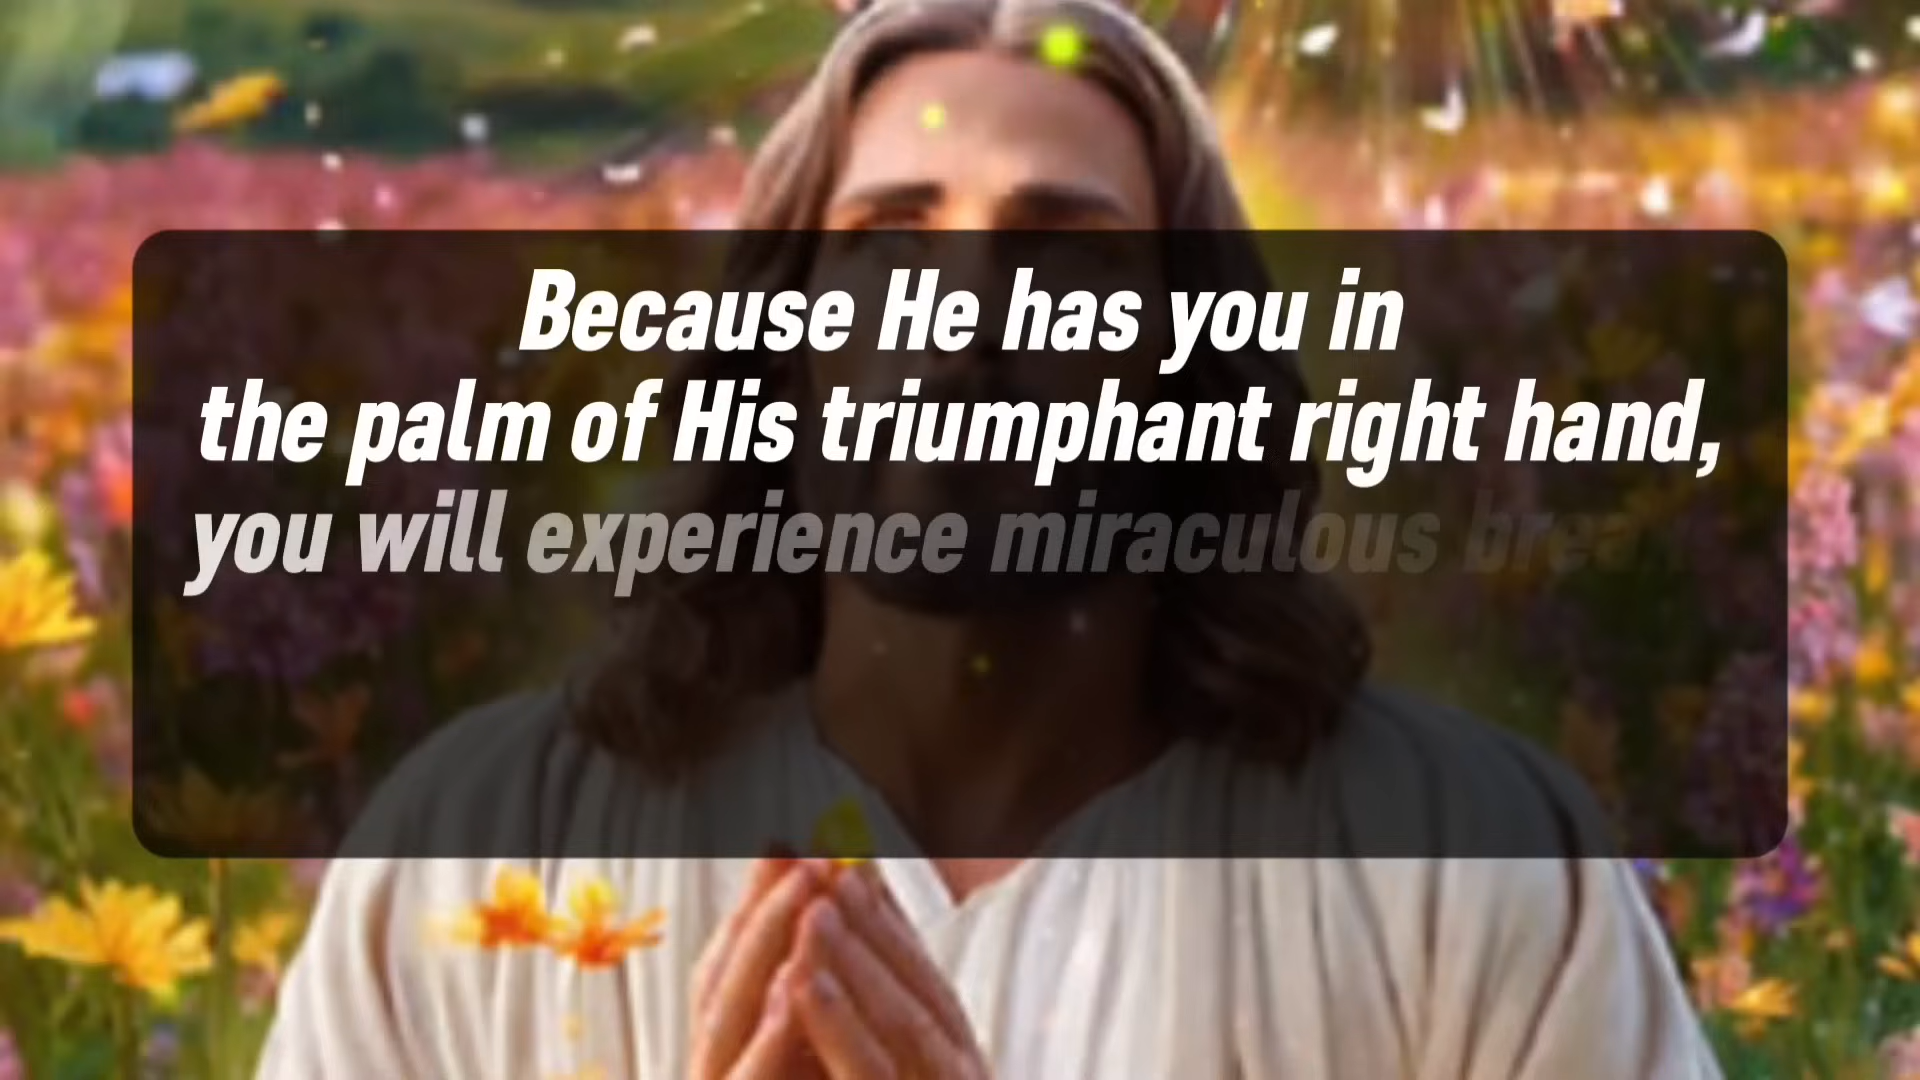 Because He has you in
the palm of His triumphant right hand,
you will experience miraculous